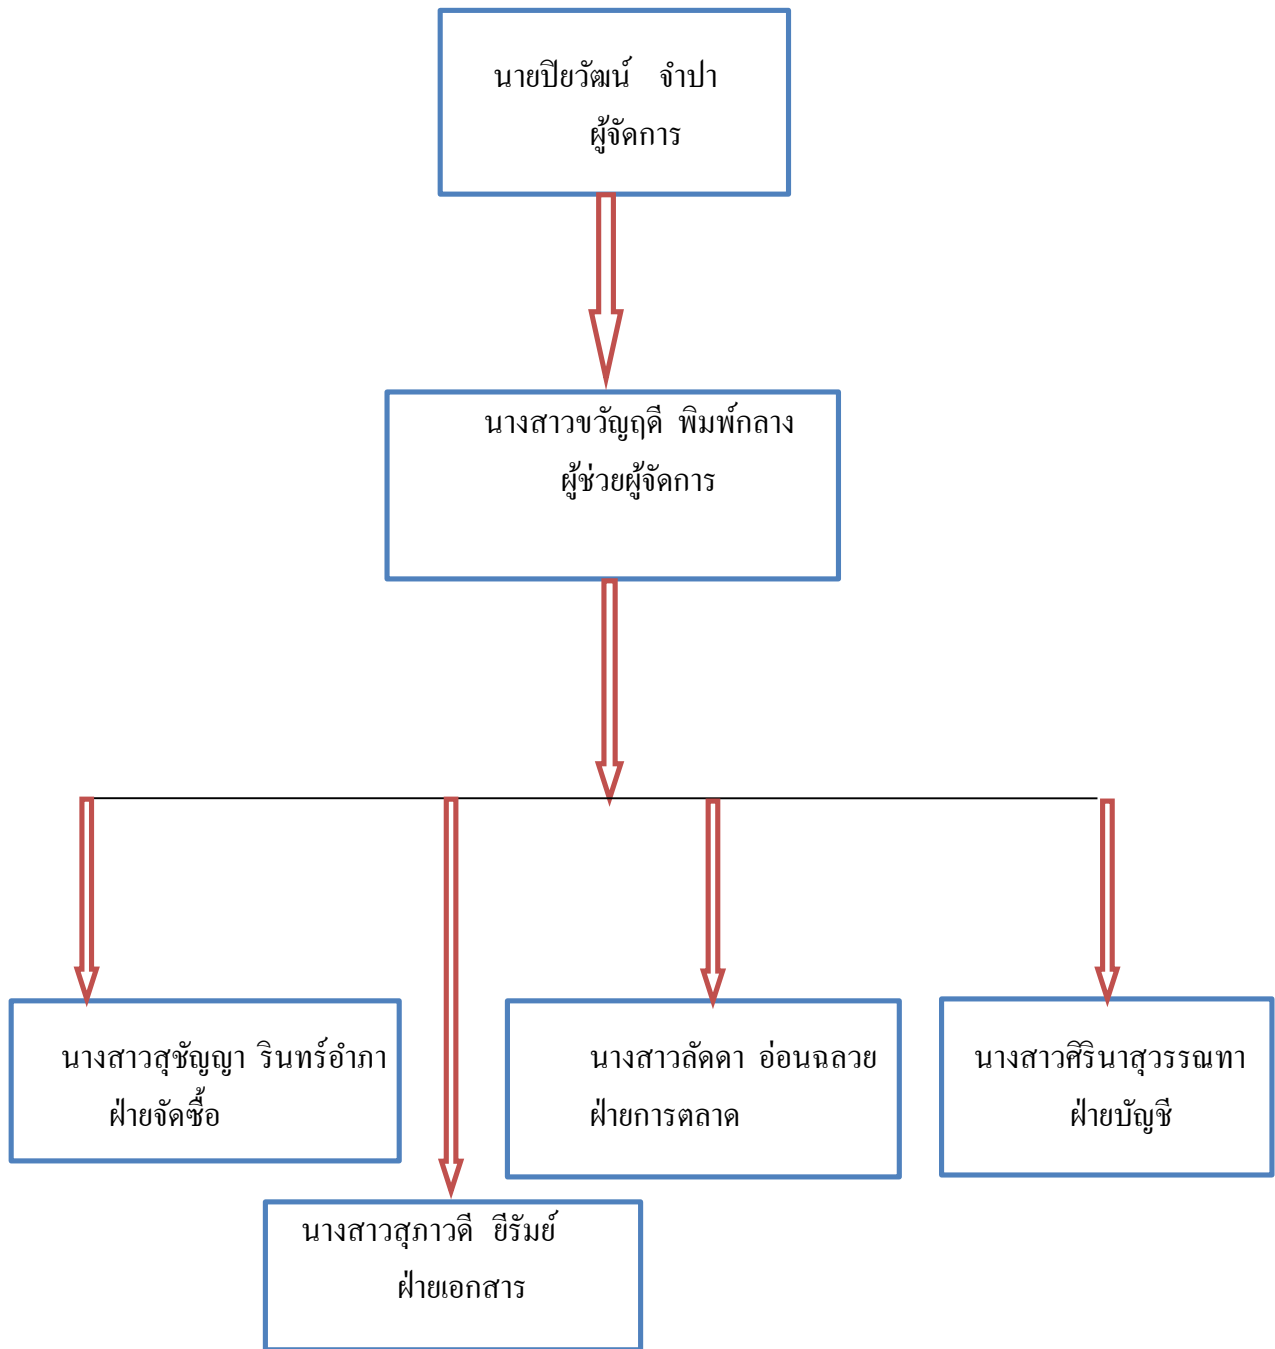 นายปิยวัฒน์ จำปา
ผู้จัดการ
นางสาวขวัญฤดี พิมพ์กลาง
ผู้ช่วยผู้จัดการ
นางสาวสุชัญญา รินทร์อำภา
ฝ่ายจัดซื้อ
นางสาวลัดดา อ่อนฉลวย
ฝ่ายการตลาด
นางสาวศิรินาสุวรรณทา
ฝ่ายบัญชี
นางสาวสุภาวดี ยีรัมย์
ฝ่ายเอกสาร